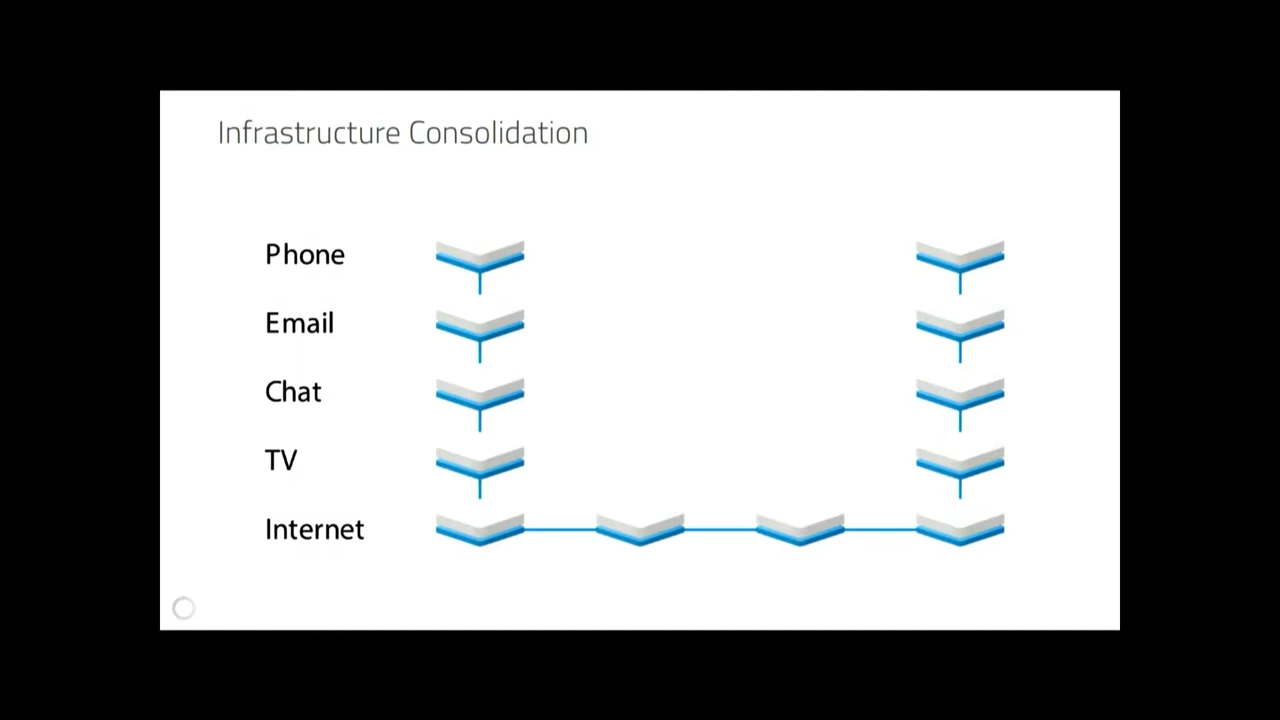 Infrastructure Consolidation
Phone
Email
Chat
TV
Internet